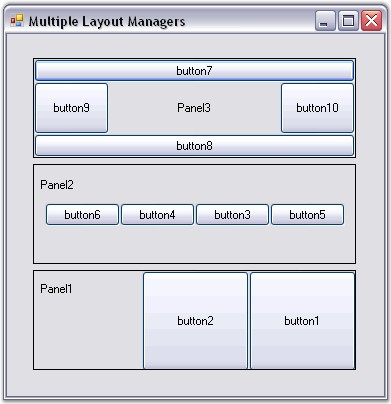 Multiple Layout Managers
button7
button9 Panel3 button10
button8
Panel2
button6 button4 button3 button5
Panel1
button2 button1